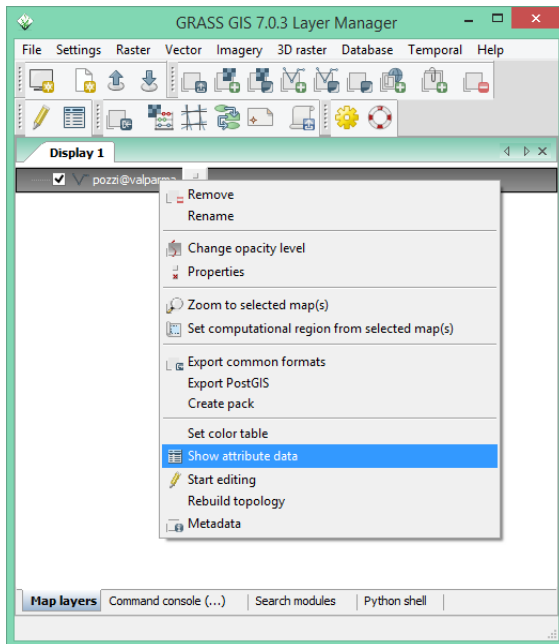 GRASS GIS 7.0.3 Layer Manager
File Settings Raster Vector Imagery 3D raster Database Temporal Help
Display 1
pozzi@valparma
Remove
Rename
Change opacity level
Properties
Zoom to selected map(s)
Set computational region from selected map(s)
Export common formats
Export PostGIS
Create pack
Set color table
Show attribute data
Start editing
Rebuild topology
Metadata
Map layers Command console (...) Search modules Python shell